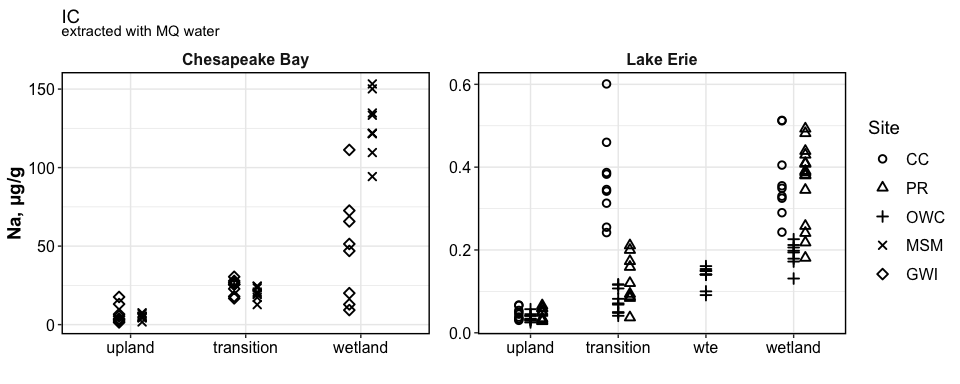 IC
extracted with MQ water
Chesapeake Bay
Lake Erie
Na, µg/g
150
100
50
0
upland
transition
wetland
0.6
0.4
0.2
0.0
upland
transition
wte
wetland
Site
CC
PR
OWC
MSM
GWI